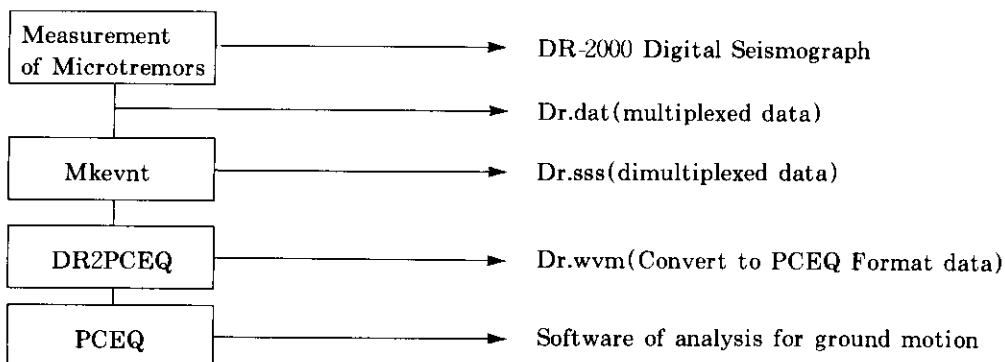 Measurement
of Microtremors
DR-2000 Digital Seismograph
Dr.dat(multiplexed data)
Mkevnt
Dr.sss(dimultiplexed data)
DR2PCEQ
Dr.wvm(Convert to PCEQ Format data)
PCEQ
Software of analysis for ground motion